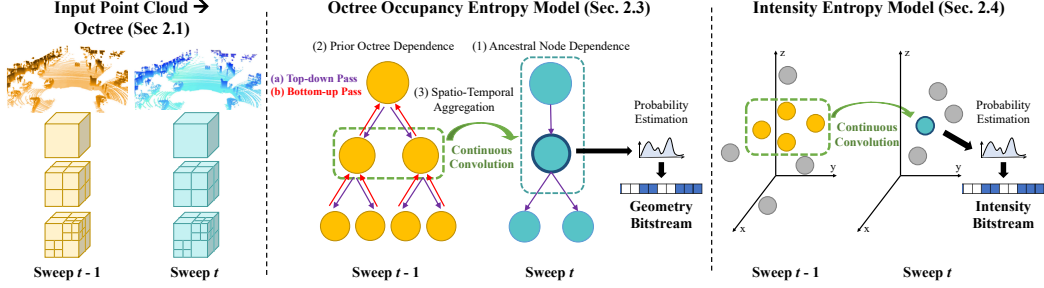 Input Point Cloud →
Octree (Sec 2.1)
Sweep t - 1
Sweep t
Octree Occupancy Entropy Model (Sec. 2.3)
(2) Prior Octree Dependence
(1) Ancestral Node Dependence
(a) Top-down Pass
(b) Bottom-up Pass
(3) Spatio-Temporal
Aggregation
Continuous
Convolution
Probability
Estimation
Geometry
Bitstream
Sweep t - 1
Sweep t
Intensity Entropy Model (Sec. 2.4)
z
y
x
Continuous
Convolution
z
y
x
Probability
Estimation
Intensity
Bitstream
Sweep t - 1
Sweep t